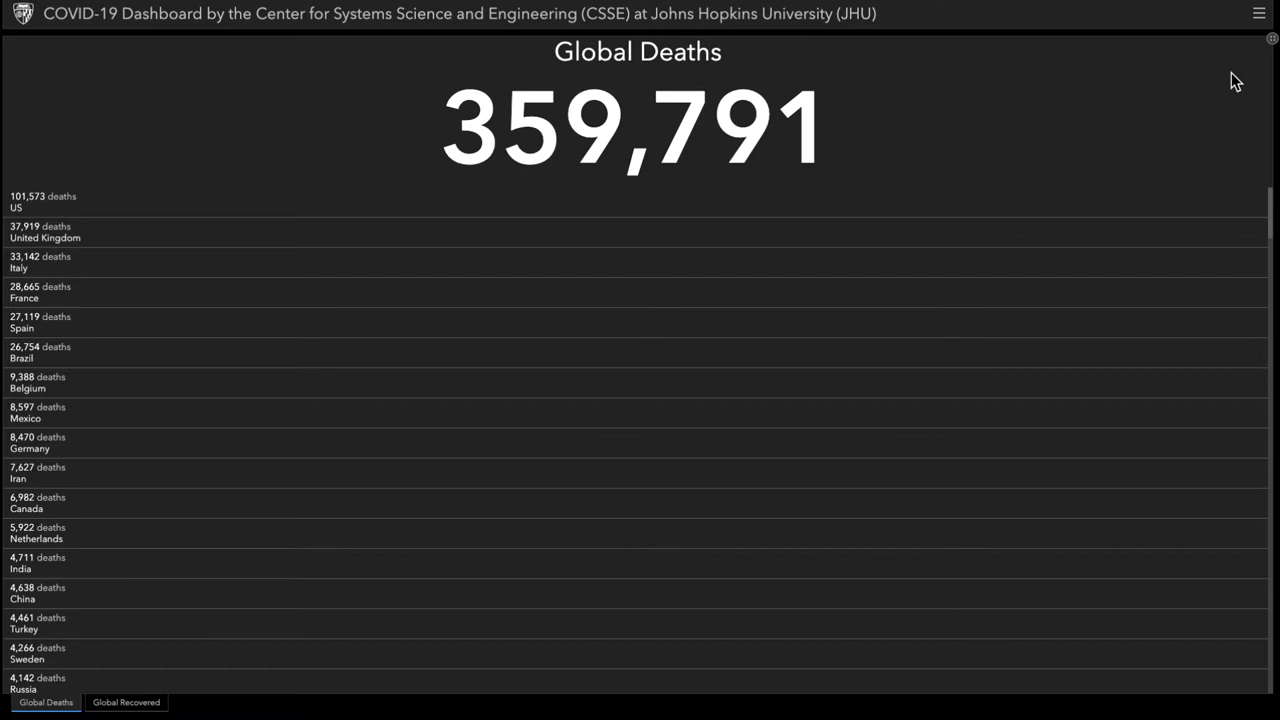 COVID-19 Dashboard by the Center for Systems Science and Engineering (CSSE) at Johns Hopkins University (JHU)
Global Deaths
359,791
101,573 deaths
US
37,919 deaths
United Kingdom
33,142 deaths
Italy
28,665 deaths
France
27,119 deaths
Spain
26,754 deaths
Brazil
9,388 deaths
Belgium
8,597 deaths
Mexico
8,470 deaths
Germany
7,627 deaths
Iran
6,982 deaths
Canada
5,922 deaths
Netherlands
4,711 deaths
India
4,638 deaths
China
4,461 deaths
Turkey
4,266 deaths
Sweden
4,142 deaths
Russia
Global Deaths
Global Recovered